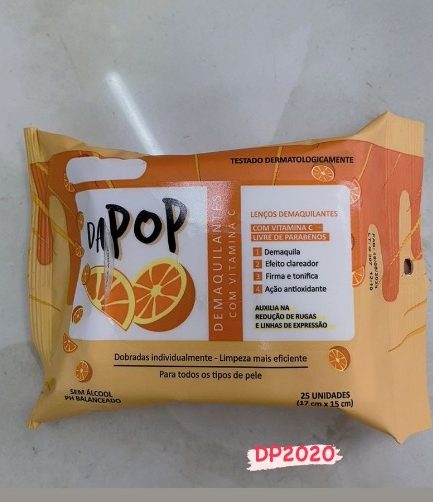 TESTADO DERMATOLOGICAMENTE
DAPOP
DEMAQUILANTES
COM VITAMINA C
LENÇOS DEMAQUILANTES
COM VITAMINA C
LIVRE DE PARABENOS
1 Demaquila
2 Efeito clareador
3 Firma e tonifica
4 Ação antioxidante
AUXILIA NA
REDUÇÃO DE RUGAS
E LINHAS DE EXPRESSÃO
Dobradas individualmente - Limpeza mais eficiente
Para todos os tipos de pele
SEM ÁLCOOL
PH BALANCEADO
25 UNIDADES
(17 cm x 15 cm)
DP2020